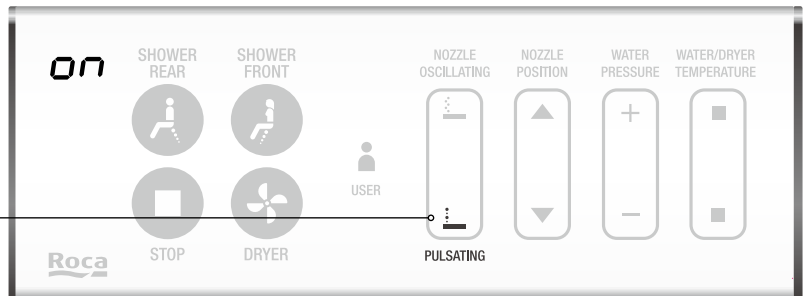 on
SHOWER
REAR
SHOWER
FRONT
NOZZLE
OSCILLATING
NOZZLE
POSITION
WATER
PRESSURE
WATER/DRYER
TEMPERATURE
USER
STOP
DRYER
PULSATING
Roca